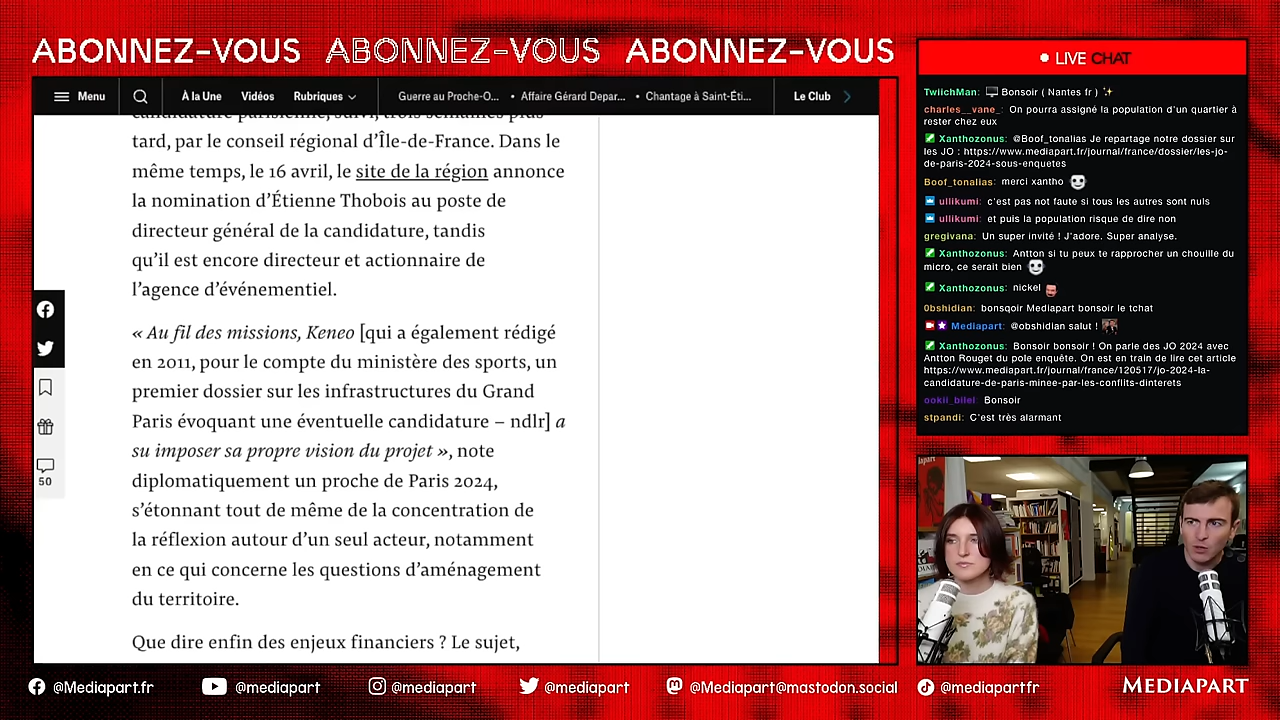 ABONNEZ-VOUS ABONNEZ-VOUS ABONNEZ-VOUS
Menu
À la Une
Vidéos
Rubriques
Guerre au Proche-O...
• Affaire Gérard Depar...
• Chantage à Saint-Éti...
Le Club
candidature parisienne, suivi, trois semaines plus
tard, par le conseil régional d’Île-de-France. Dans le
même temps, le 16 avril, le site de la région annonce
la nomination d’Étienne Thobois au poste de
directeur général de la candidature, tandis
qu’il est encore directeur et actionnaire de
l’agence d’événementiel.
« Au fil des missions, Keneo [qui a également rédigé
en 2011, pour le compte du ministère des sports, un
premier dossier sur les infrastructures du Grand
Paris évoquant une éventuelle candidature – ndlr] a
su imposer sa propre vision du projet », note
diplomatiquement un proche de Paris 2024,
s’étonnant tout de même de la concentration de
la réflexion autour d’un seul acteur, notamment
en ce qui concerne les questions d’aménagement
du territoire.
Que dire enfin des enjeux financiers ? Le sujet,
50
LIVE CHAT
TwiichMan: Bonsoir ( Nantes fr )
charles__vane_: On pourra assigné la population d'un quartier à
rester chez eux
Xanthozonus: @Boof_tonalias Je repartage notre dossier sur
les JO : https://www.mediapart.fr/journal/france/dossier/les-jo-
de-paris-2024-sous-enquetes
Boof_tonalias: merci xantho
ullikumi: c'est pas not faute si tous les autres sont nuls
ullikumi: et puis la population risque de dire non
gregivana: Un super invité ! J'adore. Super analyse.
Xanthozonus: Antton si tu peux te rapprocher un chouille du
micro, ce serait bien
Xanthozonus: nickel
0bshidian: bonsqoir Mediapart bonsoir le tchat
Mediapart: @obshidian salut !
Xanthozonus: Bonsoir bonsoir ! On parle des JO 2024 avec
Antton Rouget du pole enquête. On est en train de lire cet article
https://www.mediapart.fr/journal/france/120517/jo-2024-la-
candidature-de-paris-minee-par-les-conflits-dinterets
ookii_bilei: Bonsoir
stpandi: C'est très alarmant
@Mediapart.fr
@mediapart
@mediapart
@mediapart
@Mediapart@mastodon.social
@mediapartfr
MEDIAPART